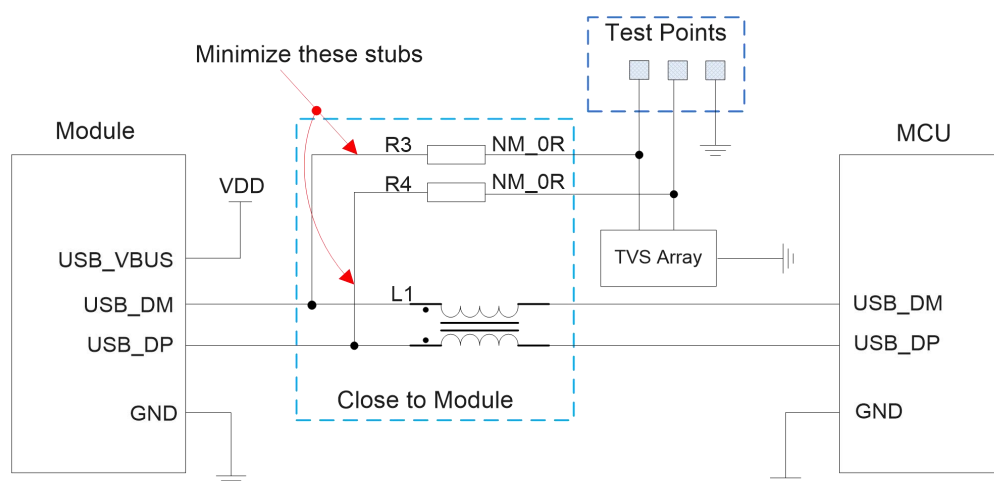 Test Points
Minimize these stubs
Module
MCU
R3
NM_0R
R4
NM_0R
VDD
TVS Array
USB_VBUS
USB_DM
L1
USB_DM
USB_DP
USB_DP
Close to Module
GND
GND